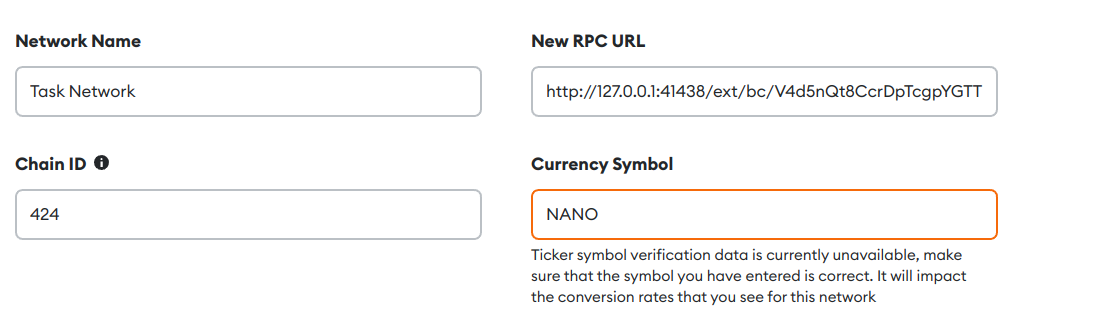 Network Name
New RPC URL
Task Network
http://127.0.0.1:41438/ext/bc/V4d5nQt8CcrDpTcgpYGTT
Chain ID
Currency Symbol
424
NANO
Ticker symbol verification data is currently unavailable, make
sure that the symbol you have entered is correct. It will impact
the conversion rates that you see for this network